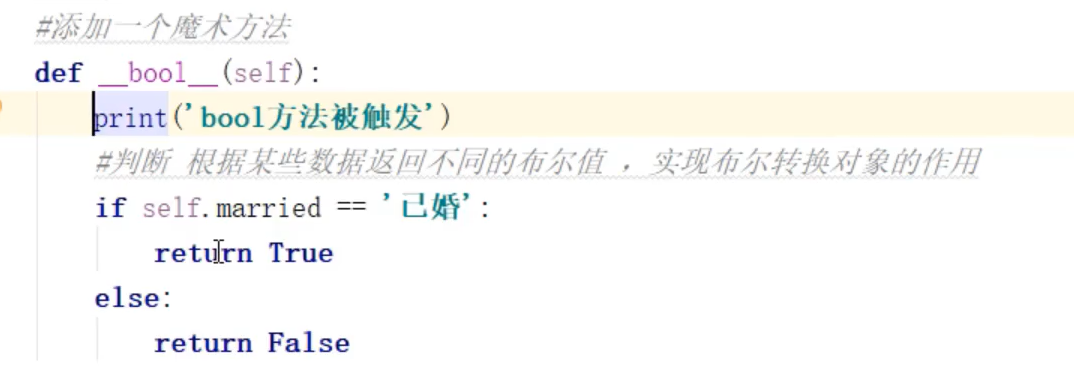 #添加一个魔术方法
def __bool__(self):
print('bool方法被触发')
#判断 根据某些数据返回不同的布尔值 ，实现布尔转换对象的作用
if self.married == '已婚':
return True
else:
return False